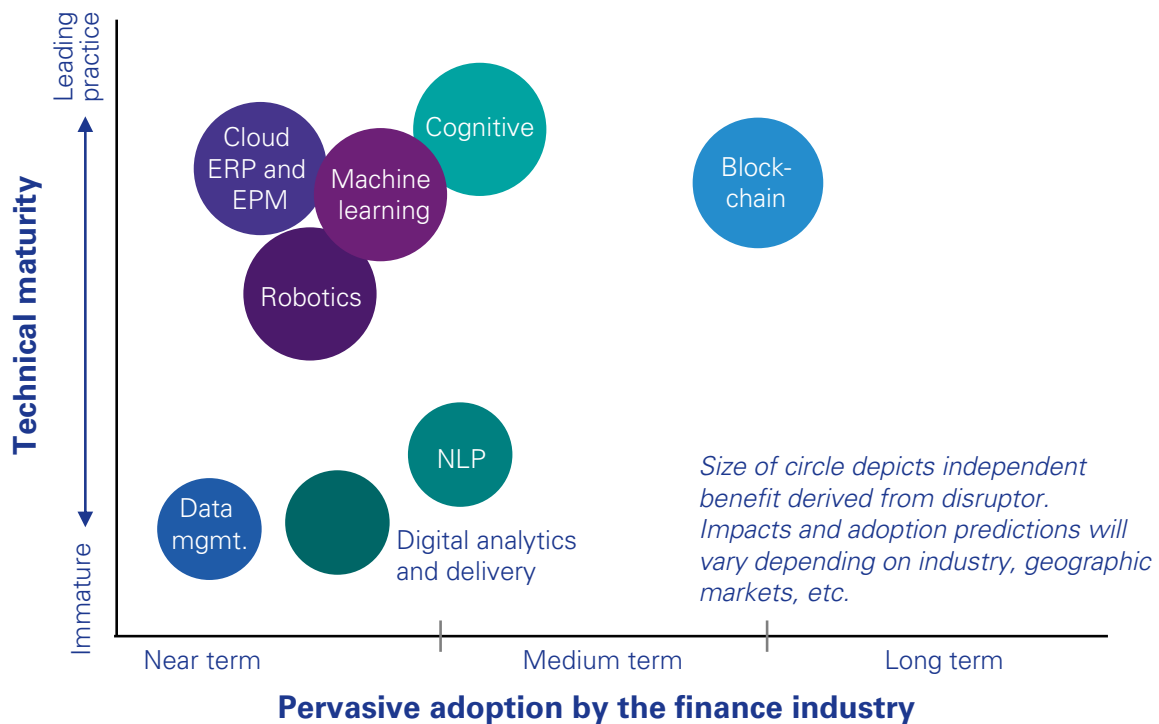 Leading
practice
Technical maturity
Immature
Cloud
ERP and
EPM
Machine
learning
Cognitive
Block-
chain
Robotics
NLP
Data
mgmt.
Digital analytics
and delivery
Size of circle depicts independent
benefit derived from disruptor.
Impacts and adoption predictions will
vary depending on industry, geographic
markets, etc.
Near term
Medium term
Long term
Pervasive adoption by the finance industry